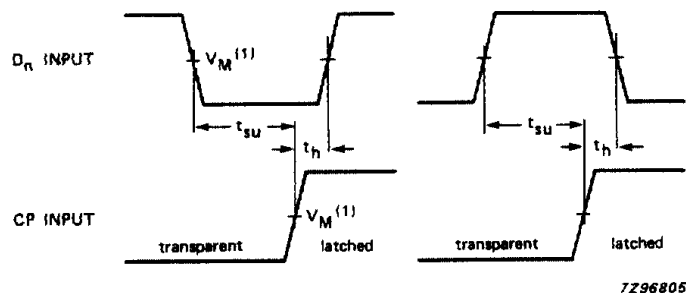 Dn INPUT
VM(1)
tsu
th
tsu
th
CP INPUT
VM(1)
transparent
latched
transparent
latched
7Z96805